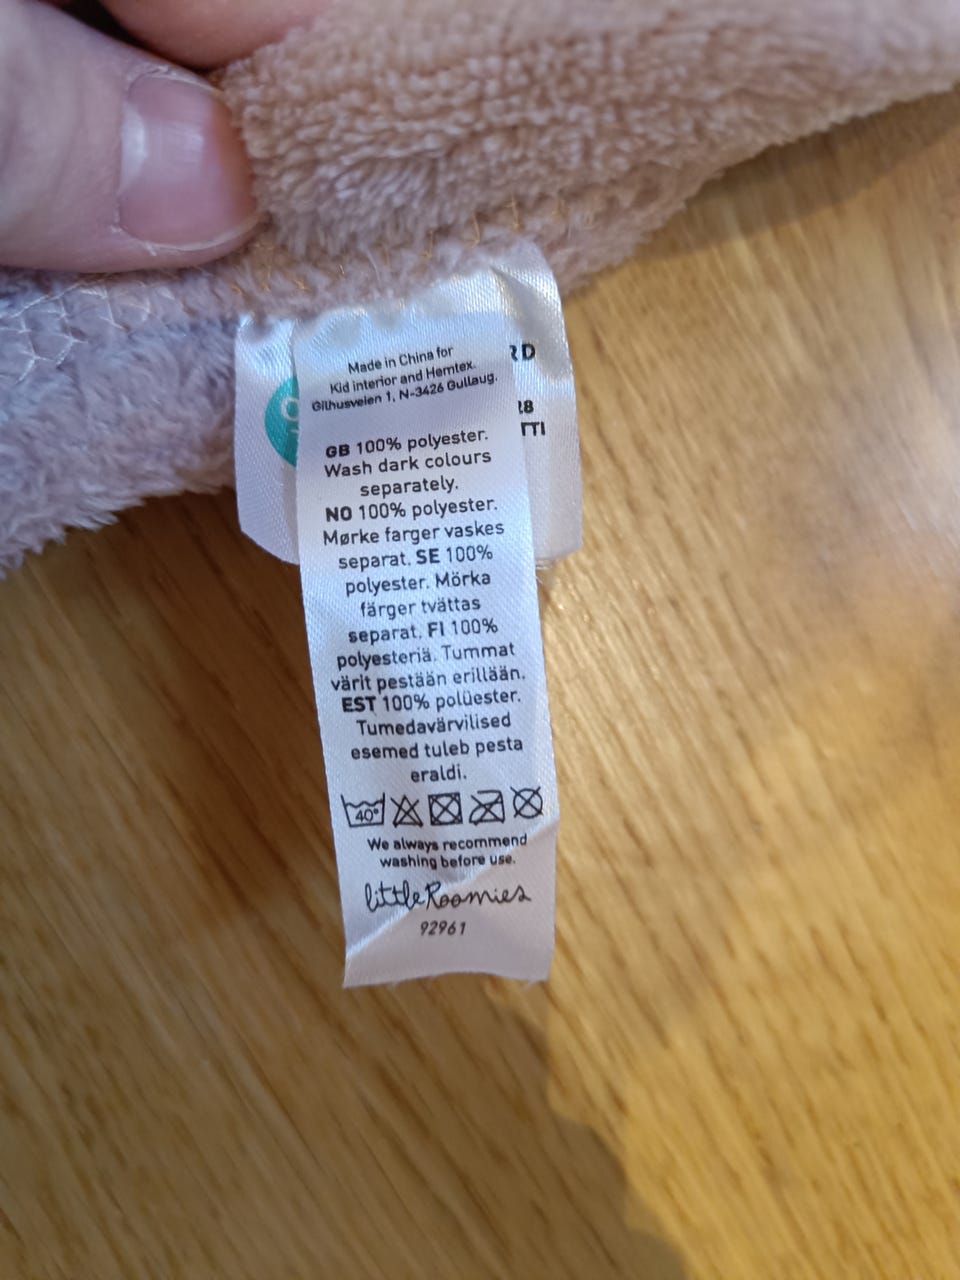 Made in China for
Kid interior and Hemtex.
Gilhusveien 1, N-3426 Gullaug.
GB 100% polyester.
Wash dark colours
separately.
NO 100% polyester.
Mørke farger vaskes
separat. SE 100%
polyester. Mörka
färger tvättas
separat. FI 100%
polyesteriä. Tummat
värit pestään erillään.
EST 100% polüester.
Tumedavärvilised
esemed tuleb pesta
eraldi.
40°
We always recommend
washing before use.
littleRoomies
92961